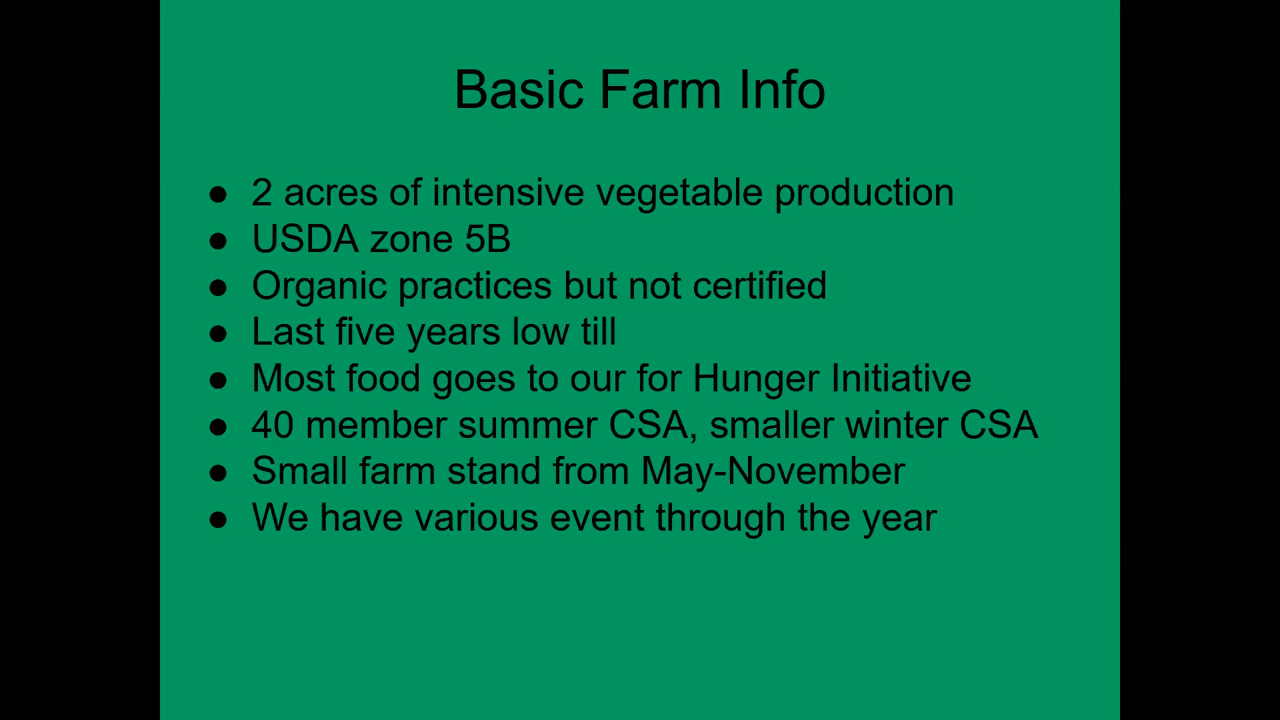 Basic Farm Info
● 2 acres of intensive vegetable production
● USDA zone 5B
● Organic practices but not certified
● Last five years low till
● Most food goes to our for Hunger Initiative
● 40 member summer CSA, smaller winter CSA
● Small farm stand from May-November
● We have various event through the year